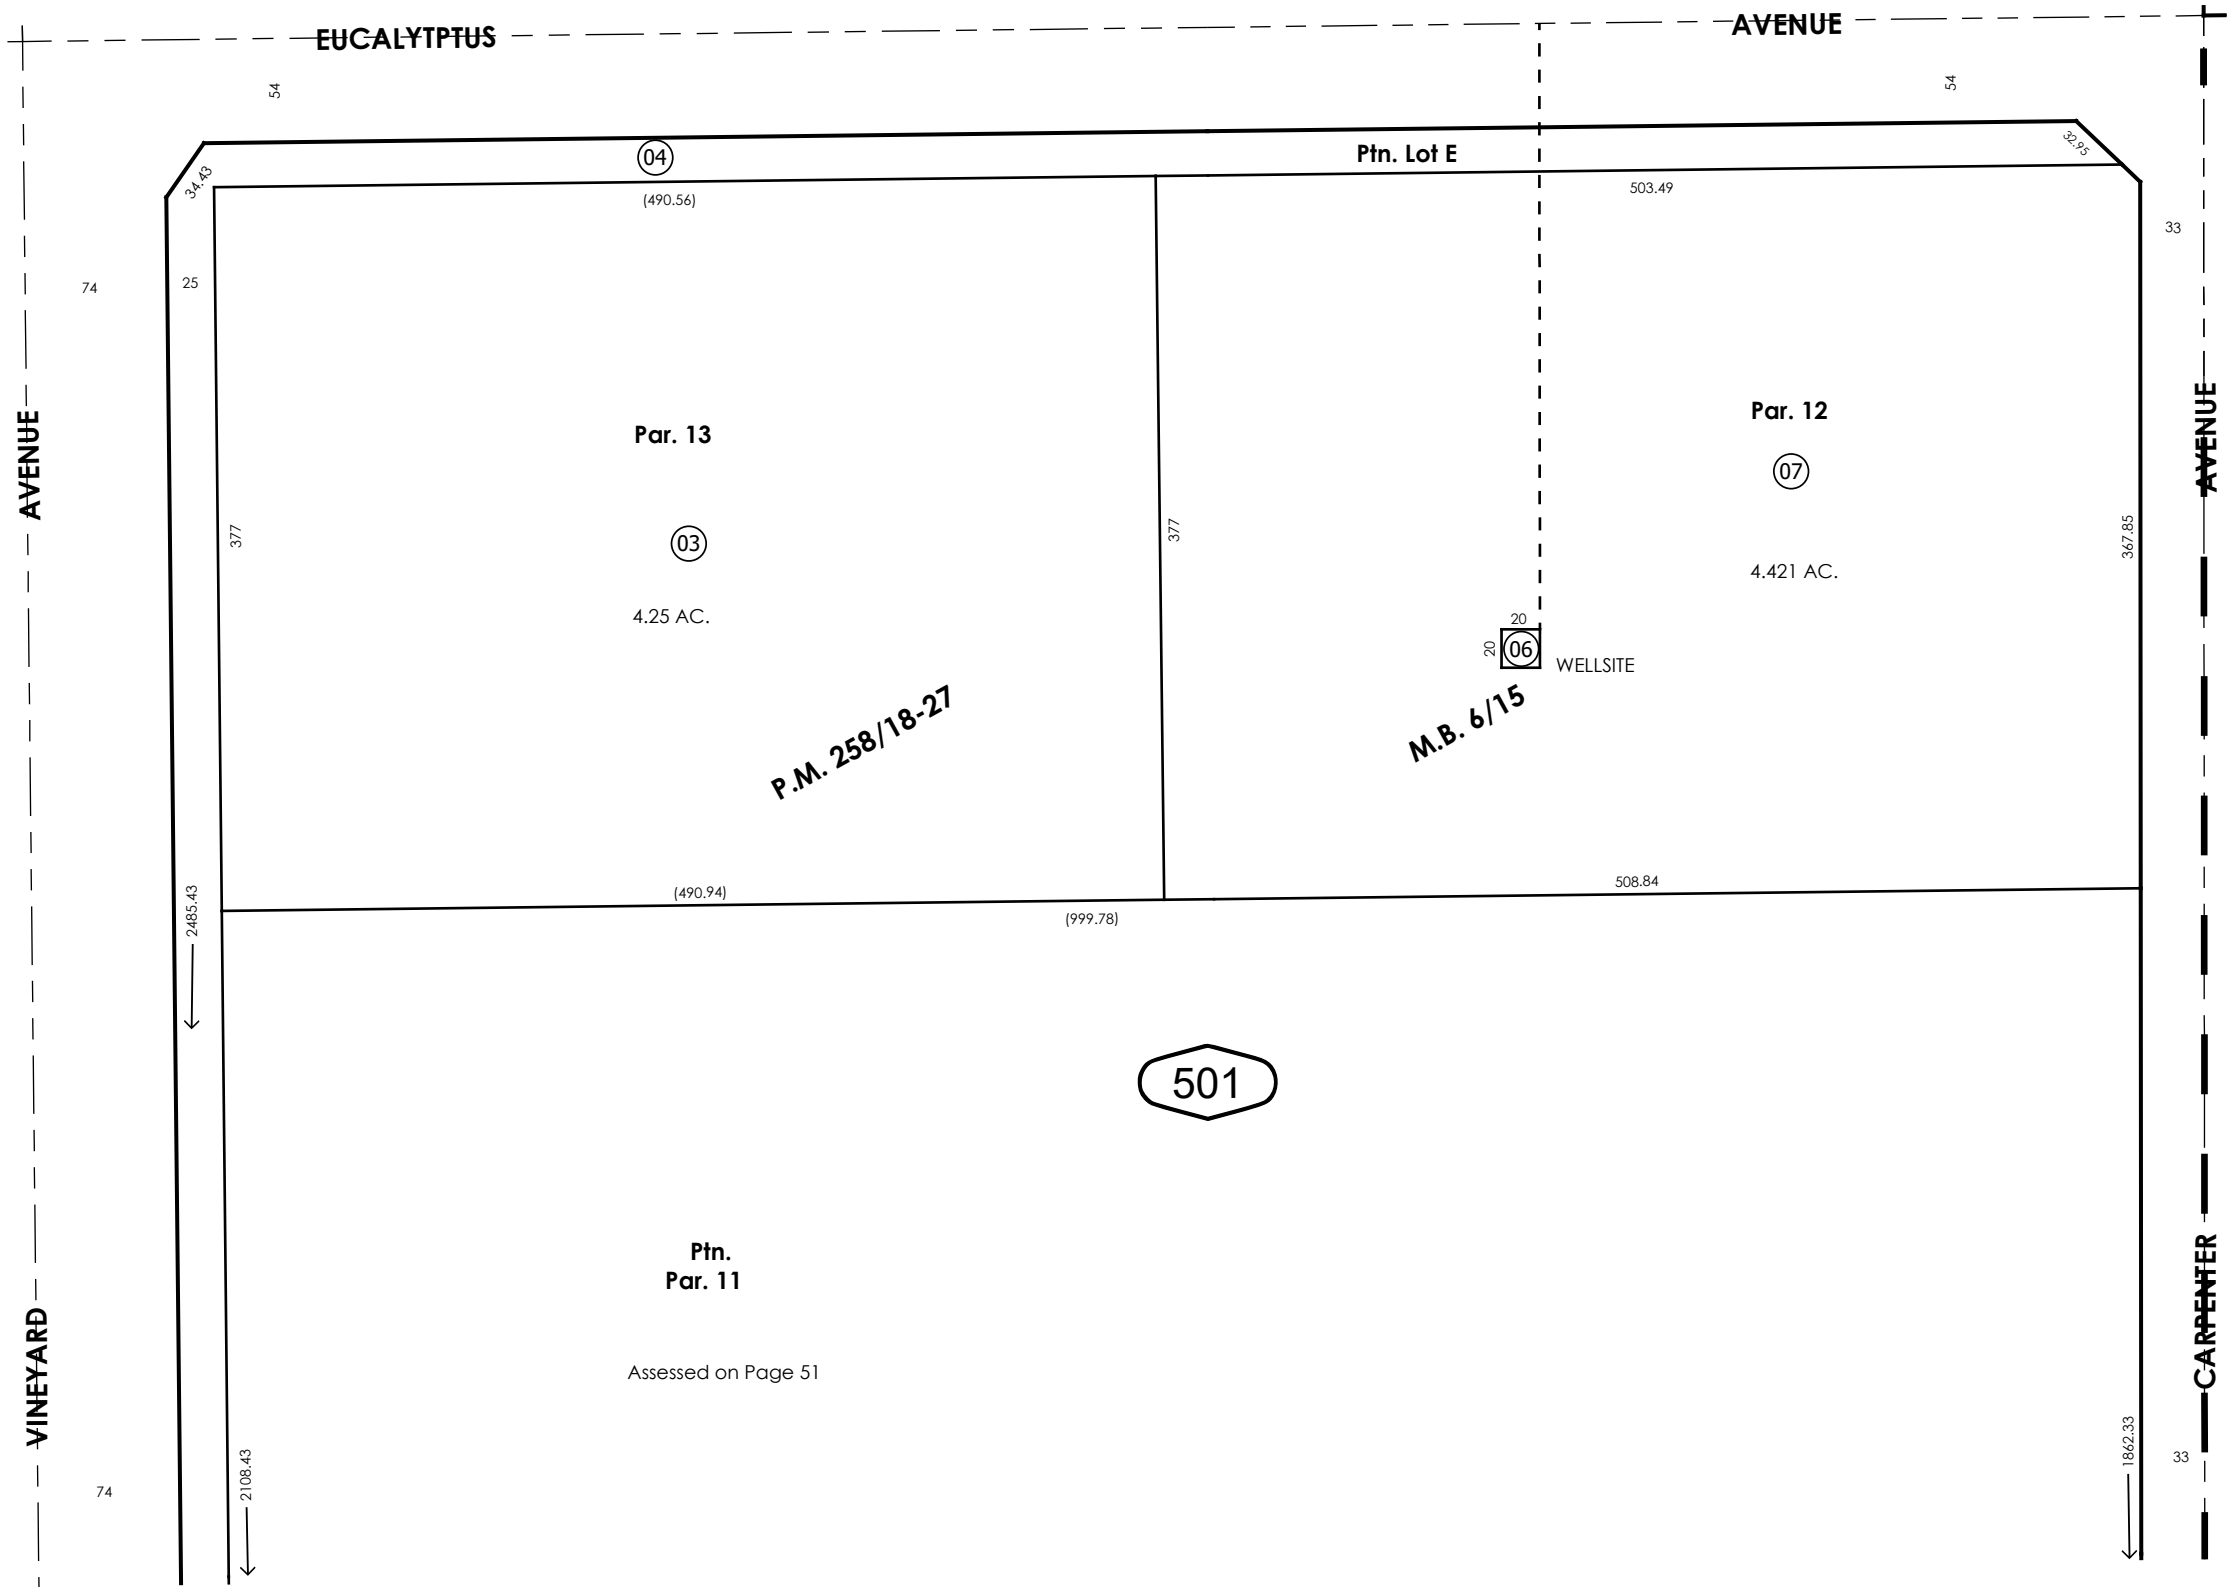 EUCALYTPTUS
AVENUE
54
54
04
Ptn. Lot E
32.95
34.43
(490.56)
503.49
33
74
25
AVENUE
Par. 13
Par. 12
AVENUE
07
377
03
377
367.85
4.25 AC.
4.421 AC.
20
20
06
WELLSITE
P.M. 258/18-27
M.B. 6/15
(490.94)
508.84
2485.43
(999.78)
501
Ptn.
Par. 11
CARPENTER
VINEYARD
Assessed on Page 51
2108.43
1862.33
33
74